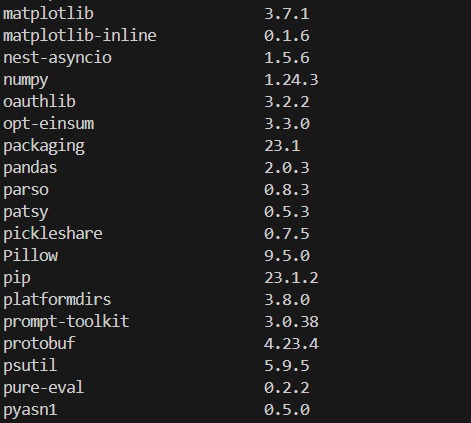 matplotlib 3.7.1
matplotlib-inline 0.1.6
nest-asyncio 1.5.6
numpy 1.24.3
oauthlib 3.2.2
opt-einsum 3.3.0
packaging 23.1
pandas 2.0.3
parso 0.8.3
patsy 0.5.3
pickleshare 0.7.5
Pillow 9.5.0
pip 23.1.2
platformdirs 3.8.0
prompt-toolkit 3.0.38
protobuf 4.23.4
psutil 5.9.5
pure-eval 0.2.2
pyasn1 0.5.0